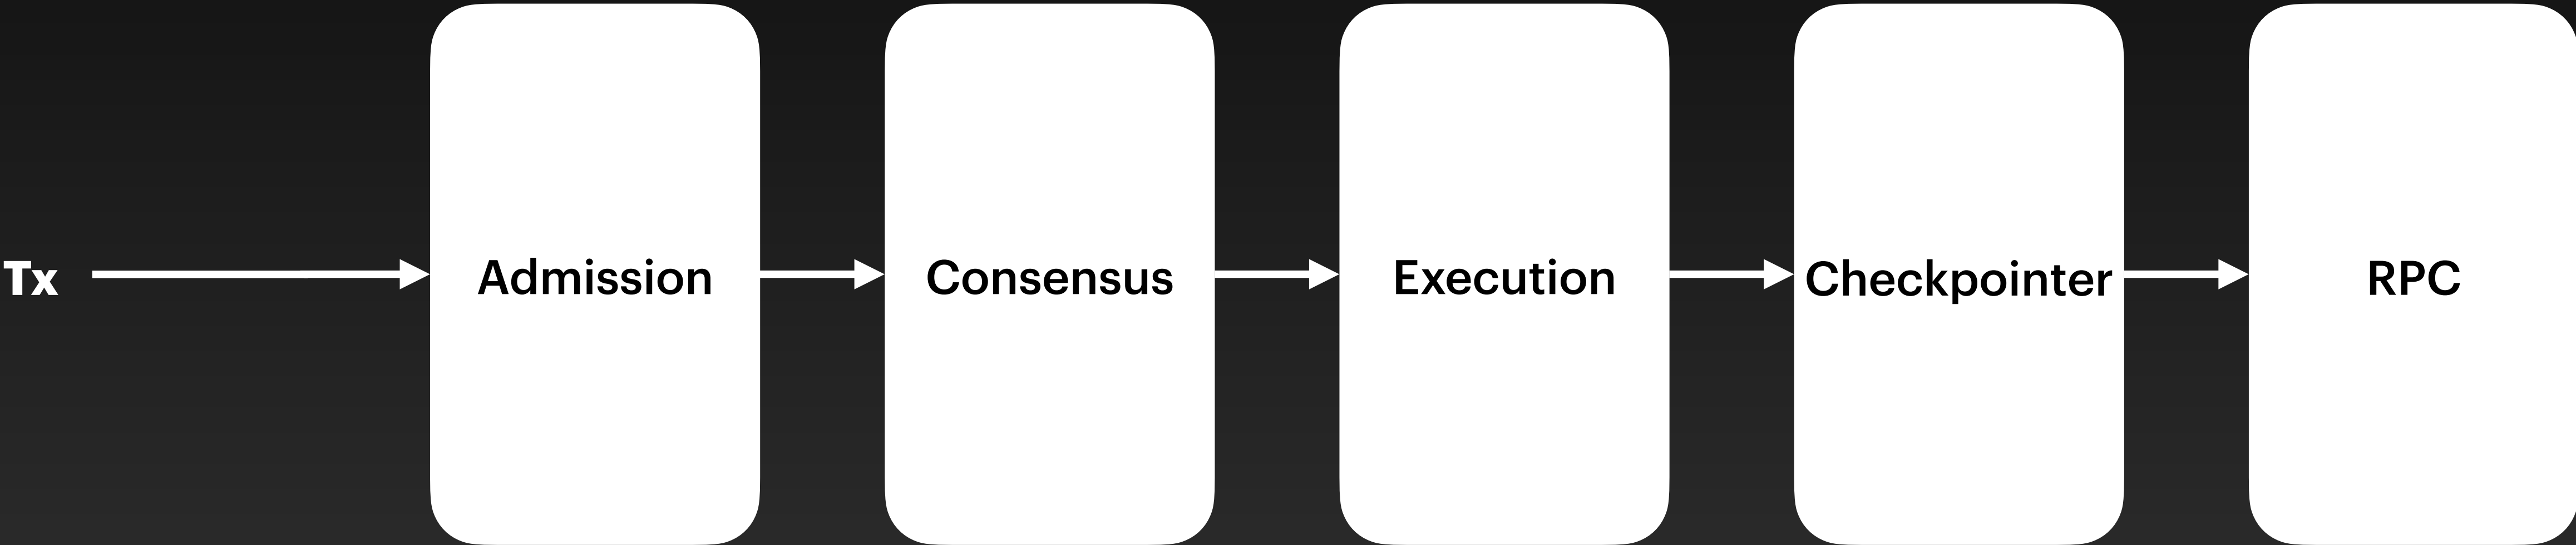 Tx
Admission
Consensus
Execution
Checkpointer
RPC